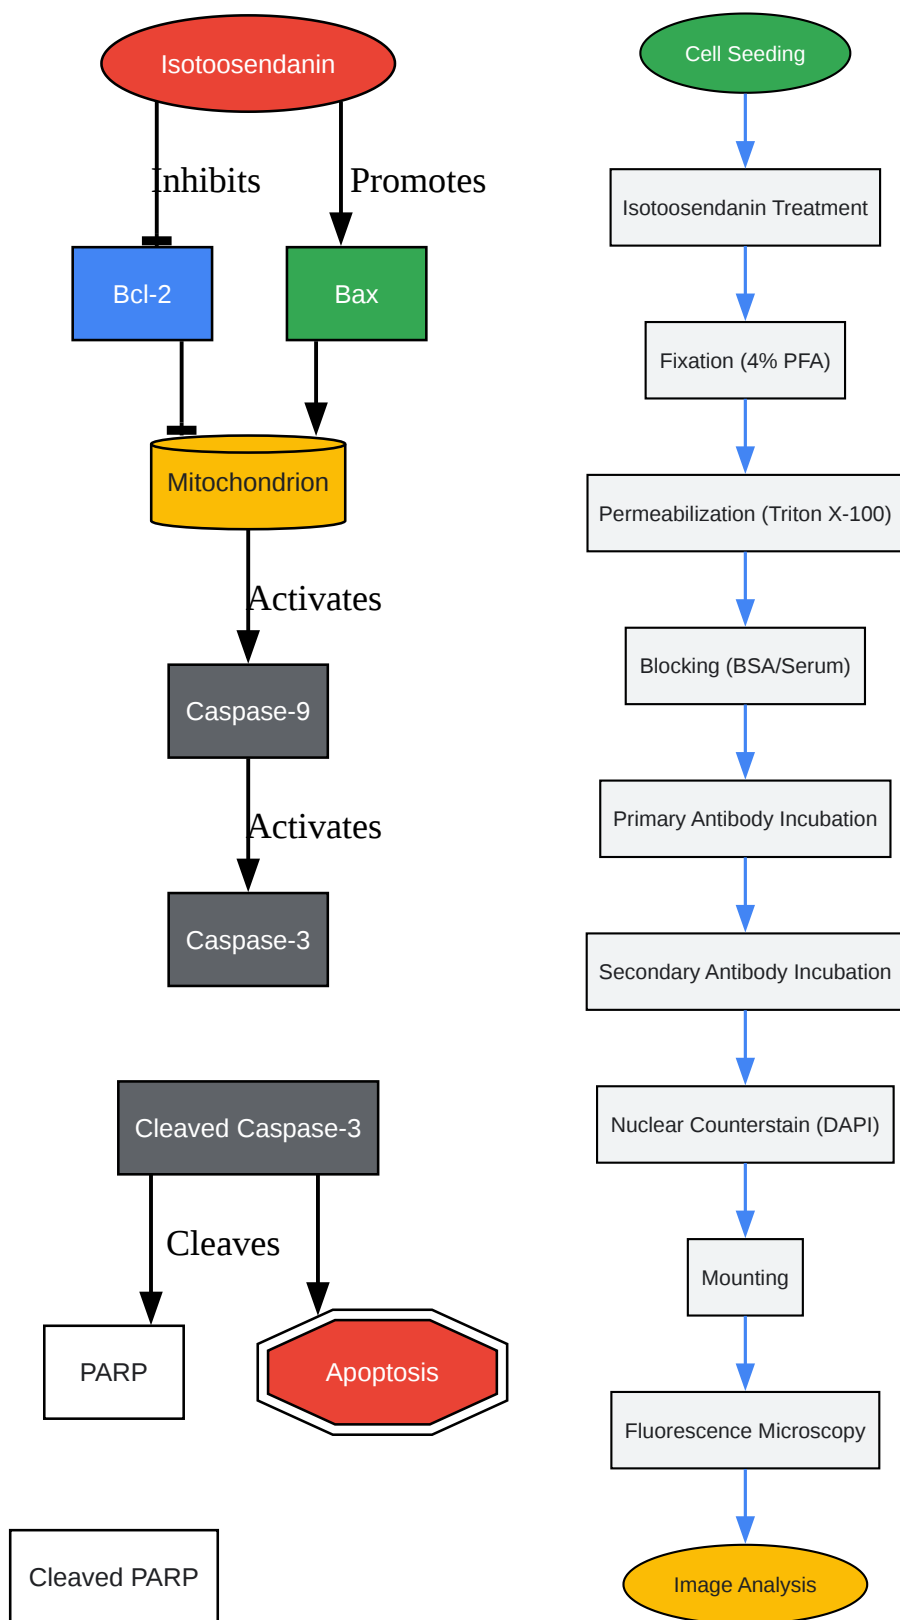 Isotoosendanin
Inhibits
Promotes
Bcl-2
Bax
Mitochondrion
Activates
Caspase-9
Activates
Caspase-3
Cleaved Caspase-3
Cleaves
PARP
Apoptosis
Cleaved PARP
Cell Seeding
Isotoosendanin Treatment
Fixation (4% PFA)
Permeabilization (Triton X-100)
Blocking (BSA/Serum)
Primary Antibody Incubation
Secondary Antibody Incubation
Nuclear Counterstain (DAPI)
Mounting
Fluorescence Microscopy
Image Analysis